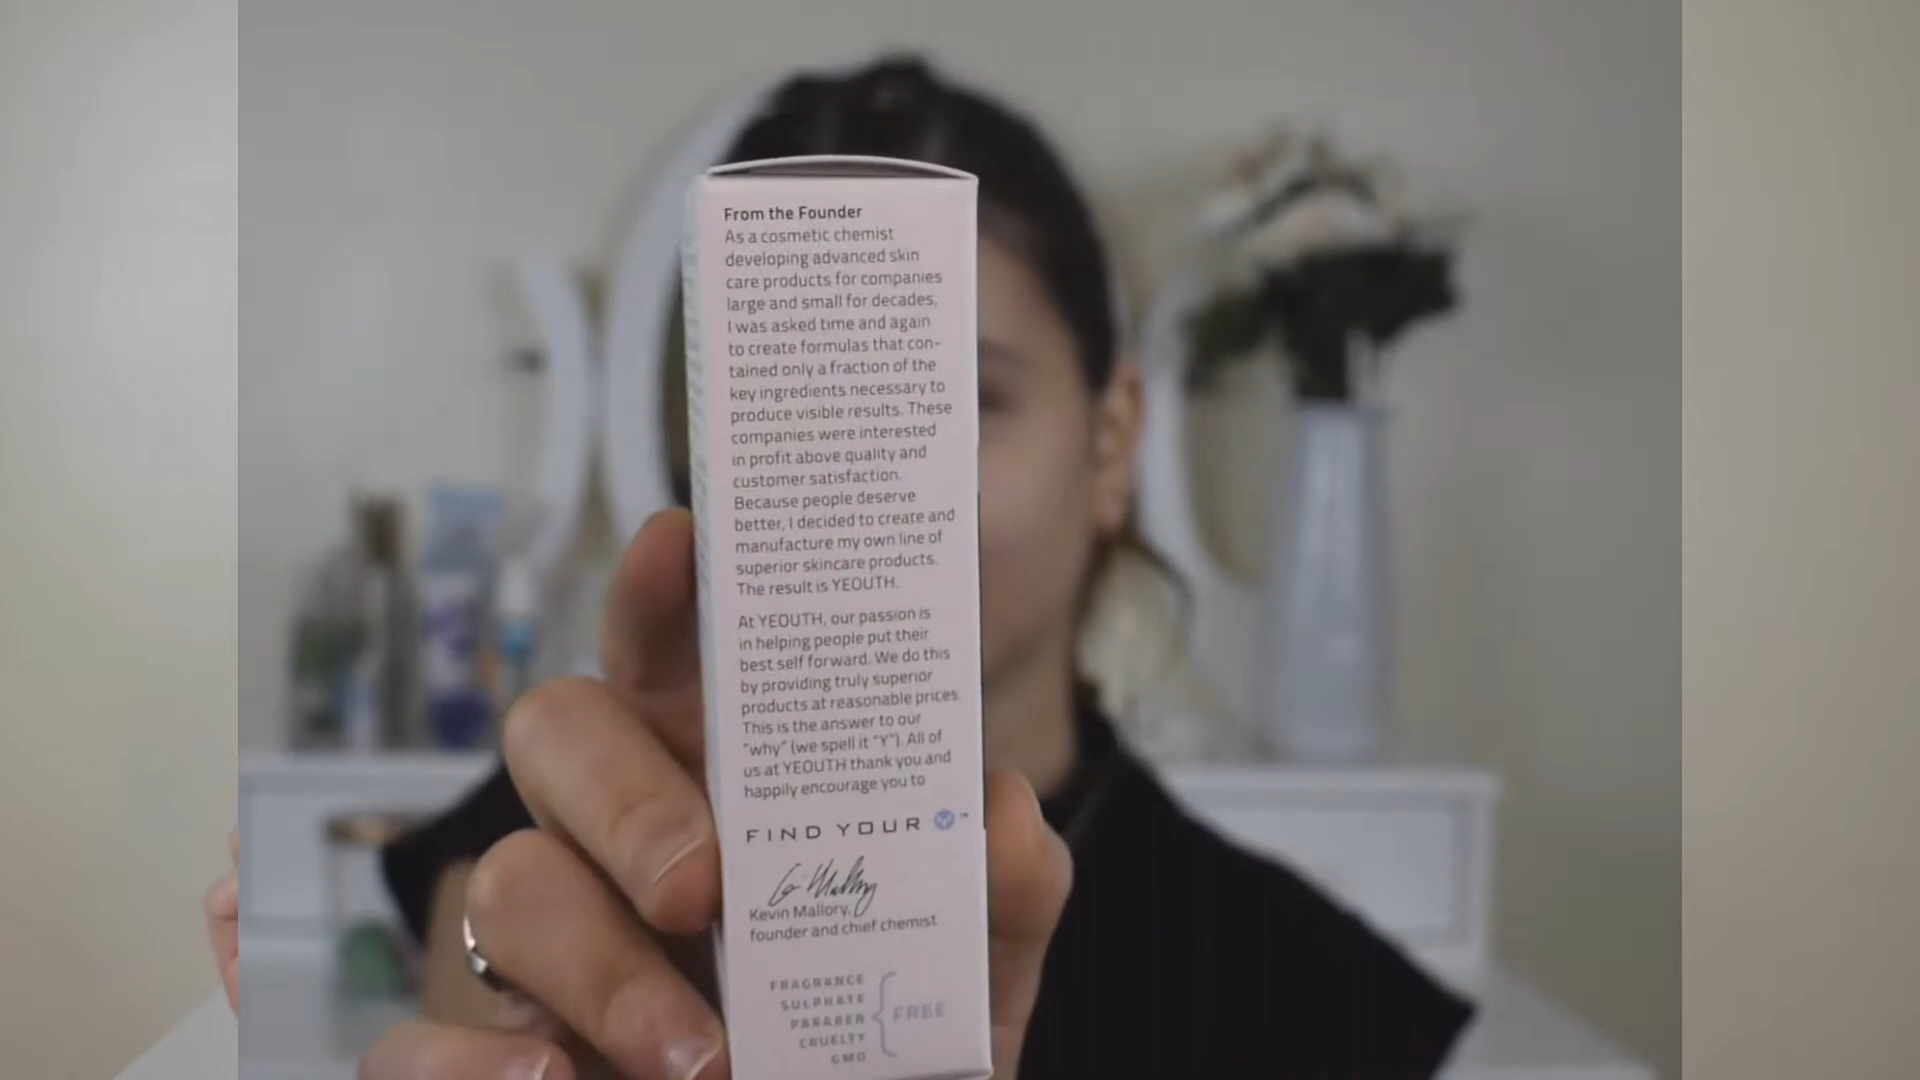 From the Founder
As a cosmetic chemist
developing advanced skin
care products for companies
large and small for decades,
I was asked time and again
to create formulas that con-
tained only a fraction of the
key ingredients necessary to
produce visible results. These
companies were interested
in profit above quality and
customer satisfaction.
Because people deserve
better, I decided to create and
manufacture my own line of
superior skincare products.
The result is YEOUTH.
At YEOUTH, our passion is
in helping people put their
best self forward. We do this
by providing truly superior
products at reasonable prices.
This is the answer to our
"why" (we spell it "Y"). All of
us at YEOUTH thank you and
happily encourage you to
FIND YOUR Y™
Kevin Mallory,
founder and chief chemist
FRAGRANCE
SULPHATE
PARABEN
CRUELTY
GMO
FREE